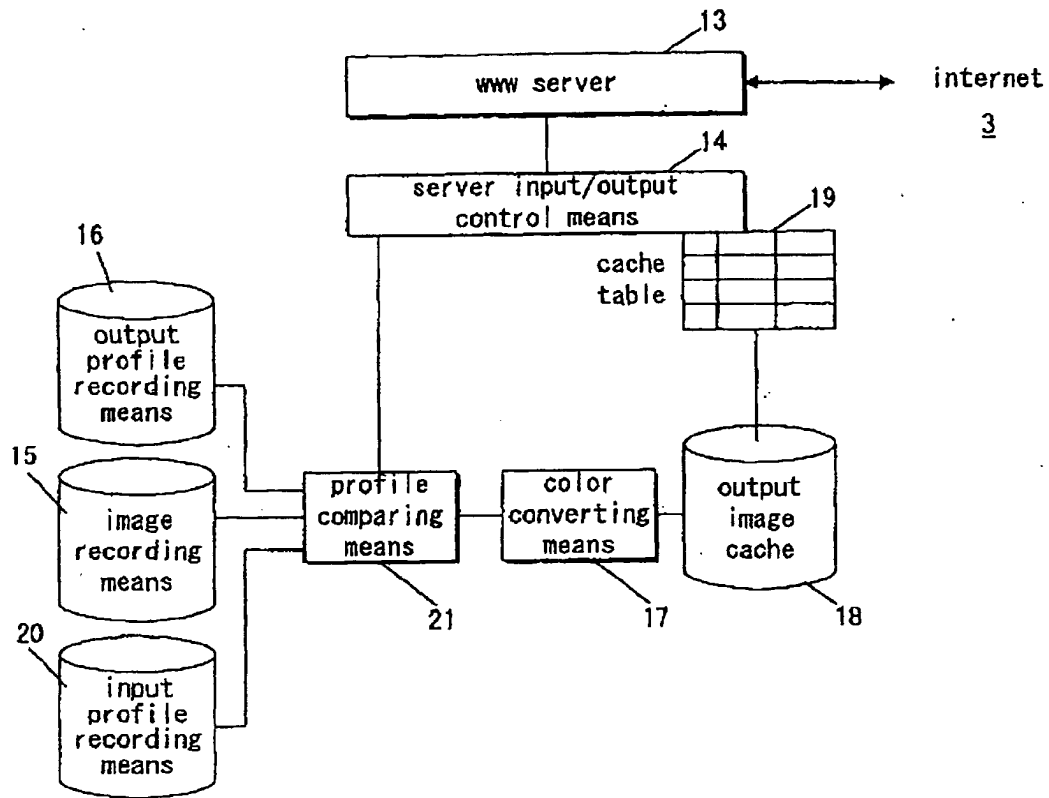 13
www server
internet
3
14
server input/output
control means
19
cache
table
16
output
profile
recording
means
15
image
recording
means
20
input
profile
recording
means
profile
comparing
means
21
color
converting
means
17
output
image
cache
18